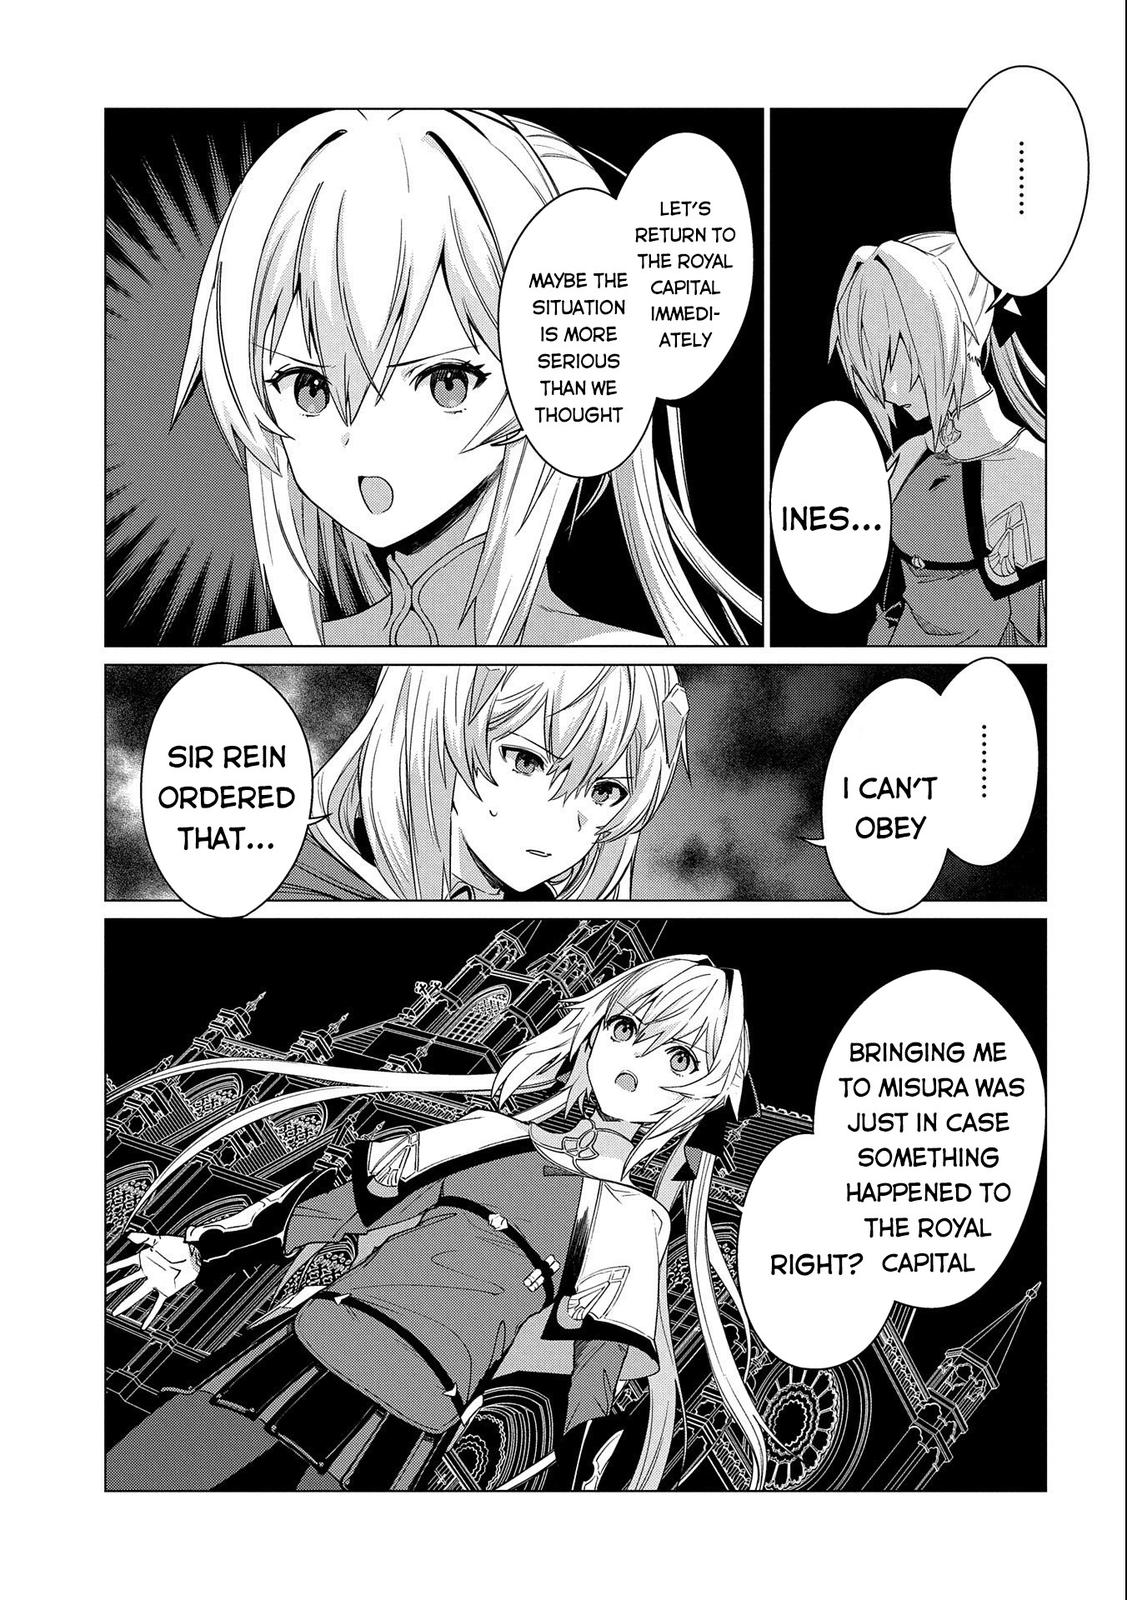 .........
INES...
LET'S
RETURN TO
THE ROYAL
CAPITAL
IMMEDI-
ATELY
MAYBE THE
SITUATION
IS MORE
SERIOUS
THAN WE
THOUGHT
.........
I CAN'T
OBEY
SIR REIN
ORDERED
THAT...
BRINGING ME
TO MISURA WAS
JUST IN CASE
SOMETHING
HAPPENED TO
THE ROYAL
CAPITAL
RIGHT?